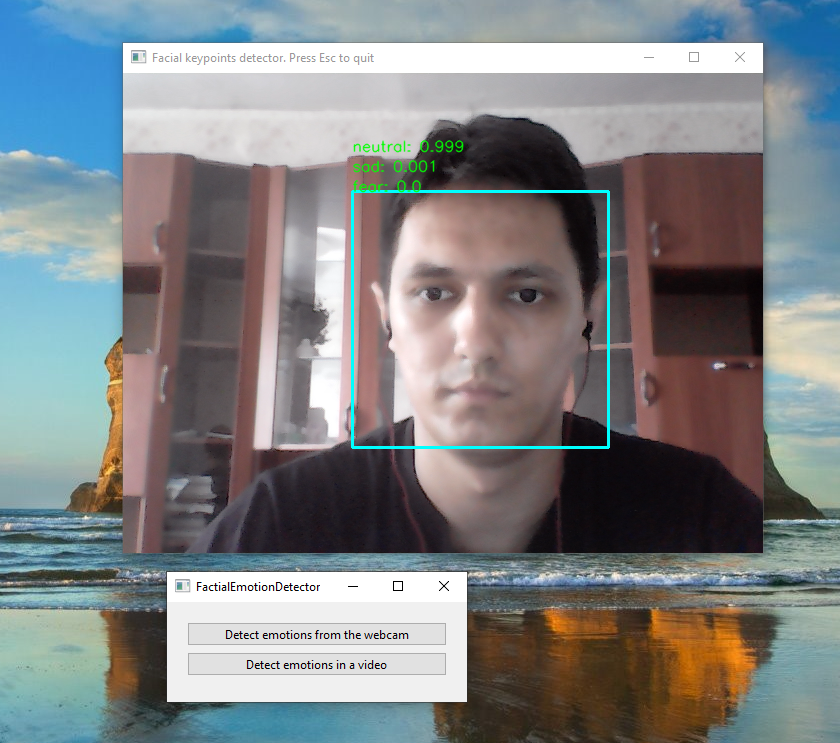 Facial keypoints detector. Press Esc to quit
neutral: 0.999
sad: 0.001
fear: 0.0
FactialEmotionDetector
Detect emotions from the webcam
Detect emotions in a video